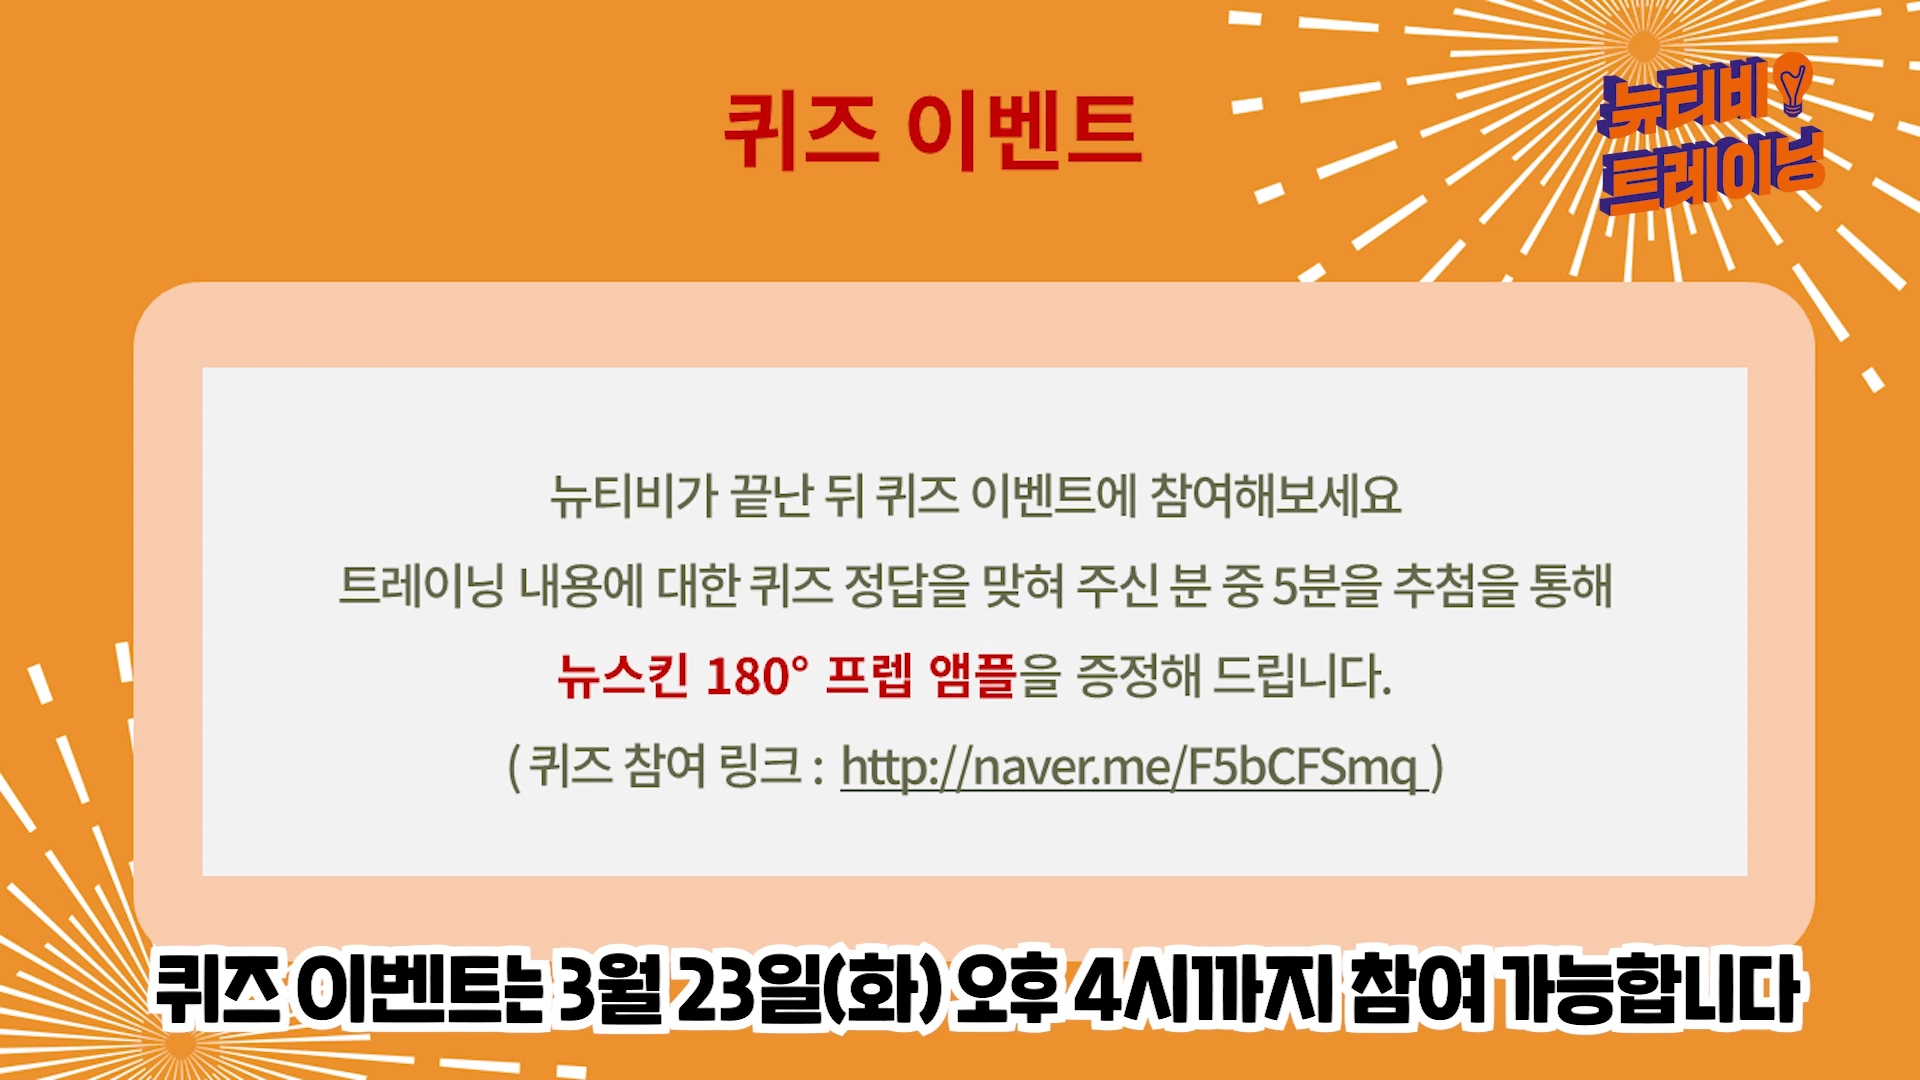 퀴즈 이벤트
뉴티비
트레이닝
뉴티비가 끝난 뒤 퀴즈 이벤트에 참여해보세요
트레이닝 내용에 대한 퀴즈 정답을 맞혀 주신 분 중 5분을 추첨을 통해
뉴스킨 180° 프렙 앰플을 증정해 드립니다.
( 퀴즈 참여 링크 : http://naver.me/F5bCFSmq )
퀴즈 이벤트는 3월 23일(화) 오후 4시까지 참여 가능합니다